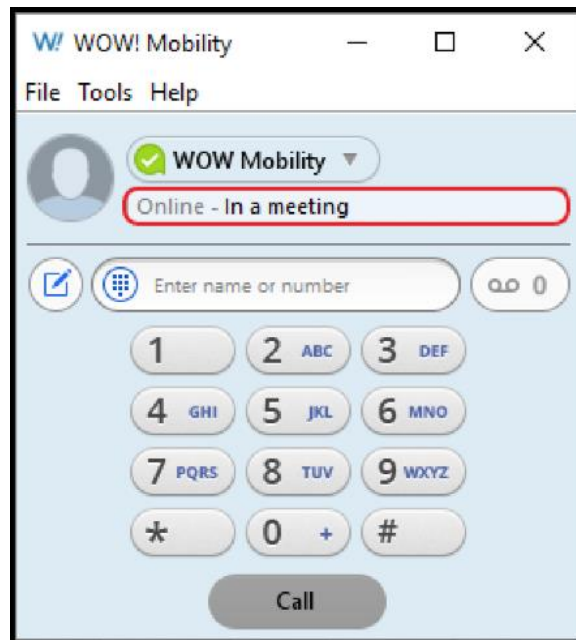 W! WOW! Mobility
File Tools Help
WOW Mobility
Online - In a meeting
Enter name or number 0
1 2 ABC 3 DEF
4 GHI 5 JKL 6 MNO
7 PQRS 8 TUV 9 WXYZ
* 0 + #
Call